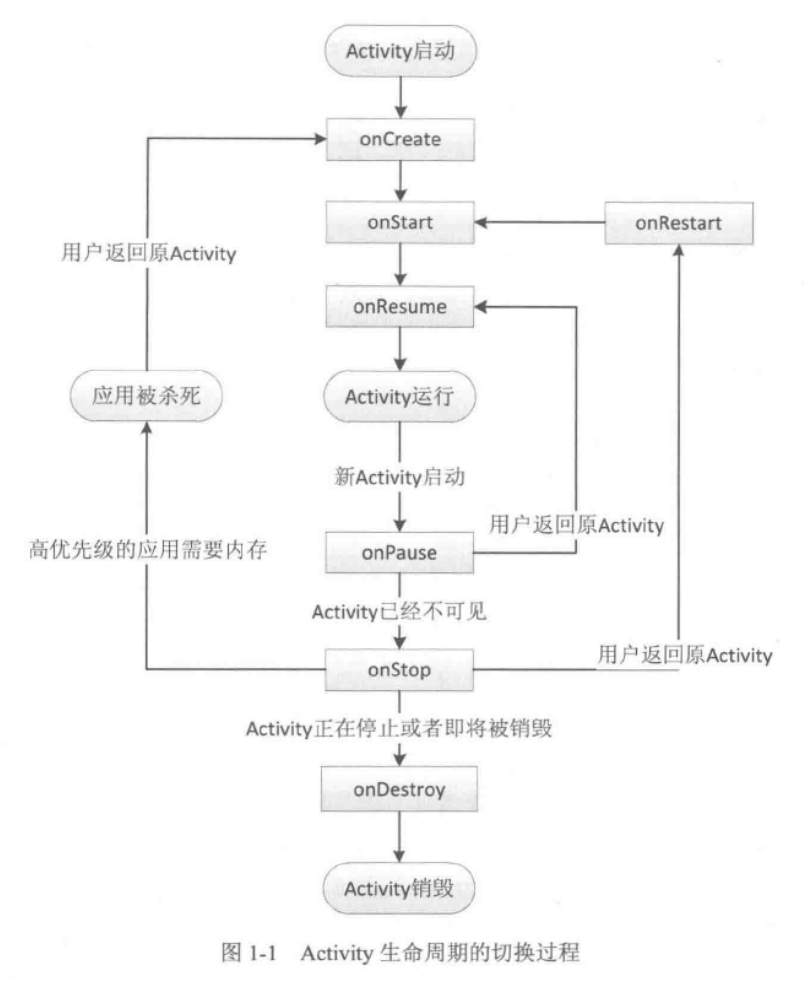 Activity启动
onCreate
onStart
onRestart
用户返回原Activity
onResume
应用被杀死
Activity运行
新Activity启动
用户返回原Activity
高优先级的应用需要内存
onPause
Activity已经不可见
onStop
用户返回原Activity
Activity正在停止或者即将被销毁
onDestroy
Activity销毁
图 1-1 Activity 生命周期的切换过程